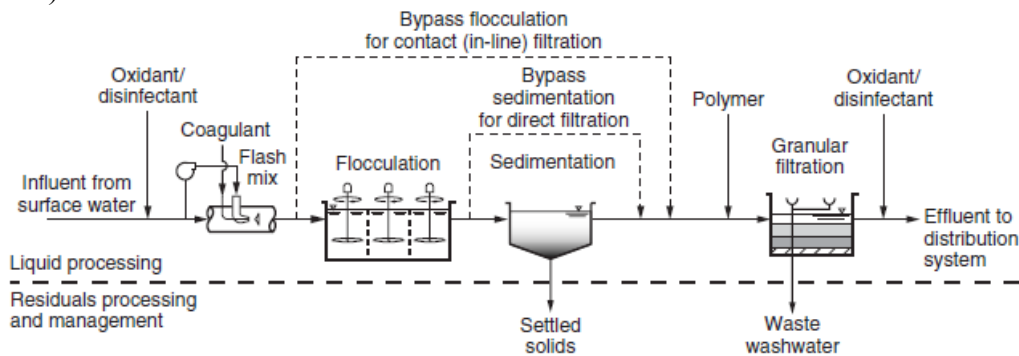 Bypass flocculation
for contact (in-line) filtration
Oxidant/
disinfectant
Bypass
sedimentation
for direct filtration
Polymer
Oxidant/
disinfectant
Coagulant
Flash
mix
Flocculation
Sedimentation
Granular
filtration
Influent from
surface water
Effluent to
distribution
system
Liquid processing
Residuals processing
and management
Settled
solids
Waste
washwater